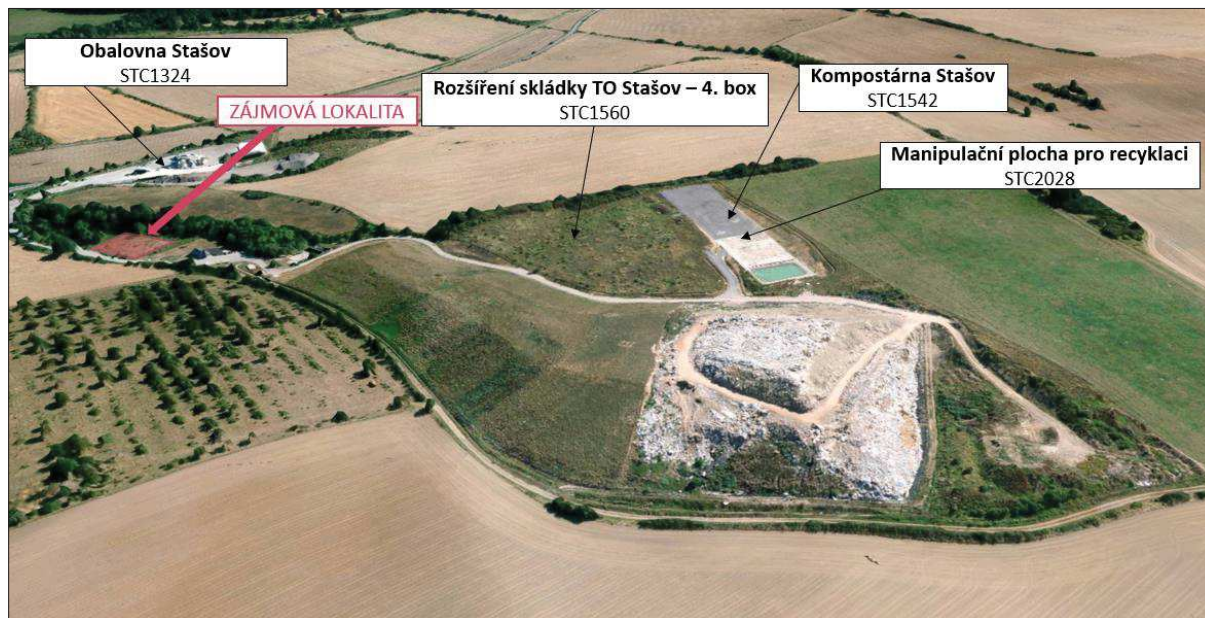 Obalovna Stašov
STC1324
ZÁJMOVÁ LOKALITA
Rozšíření skládky TO Stašov – 4. box
STC1560
Kompostárna Stašov
STC1542
Manipulační plocha pro recyklaci
STC2028